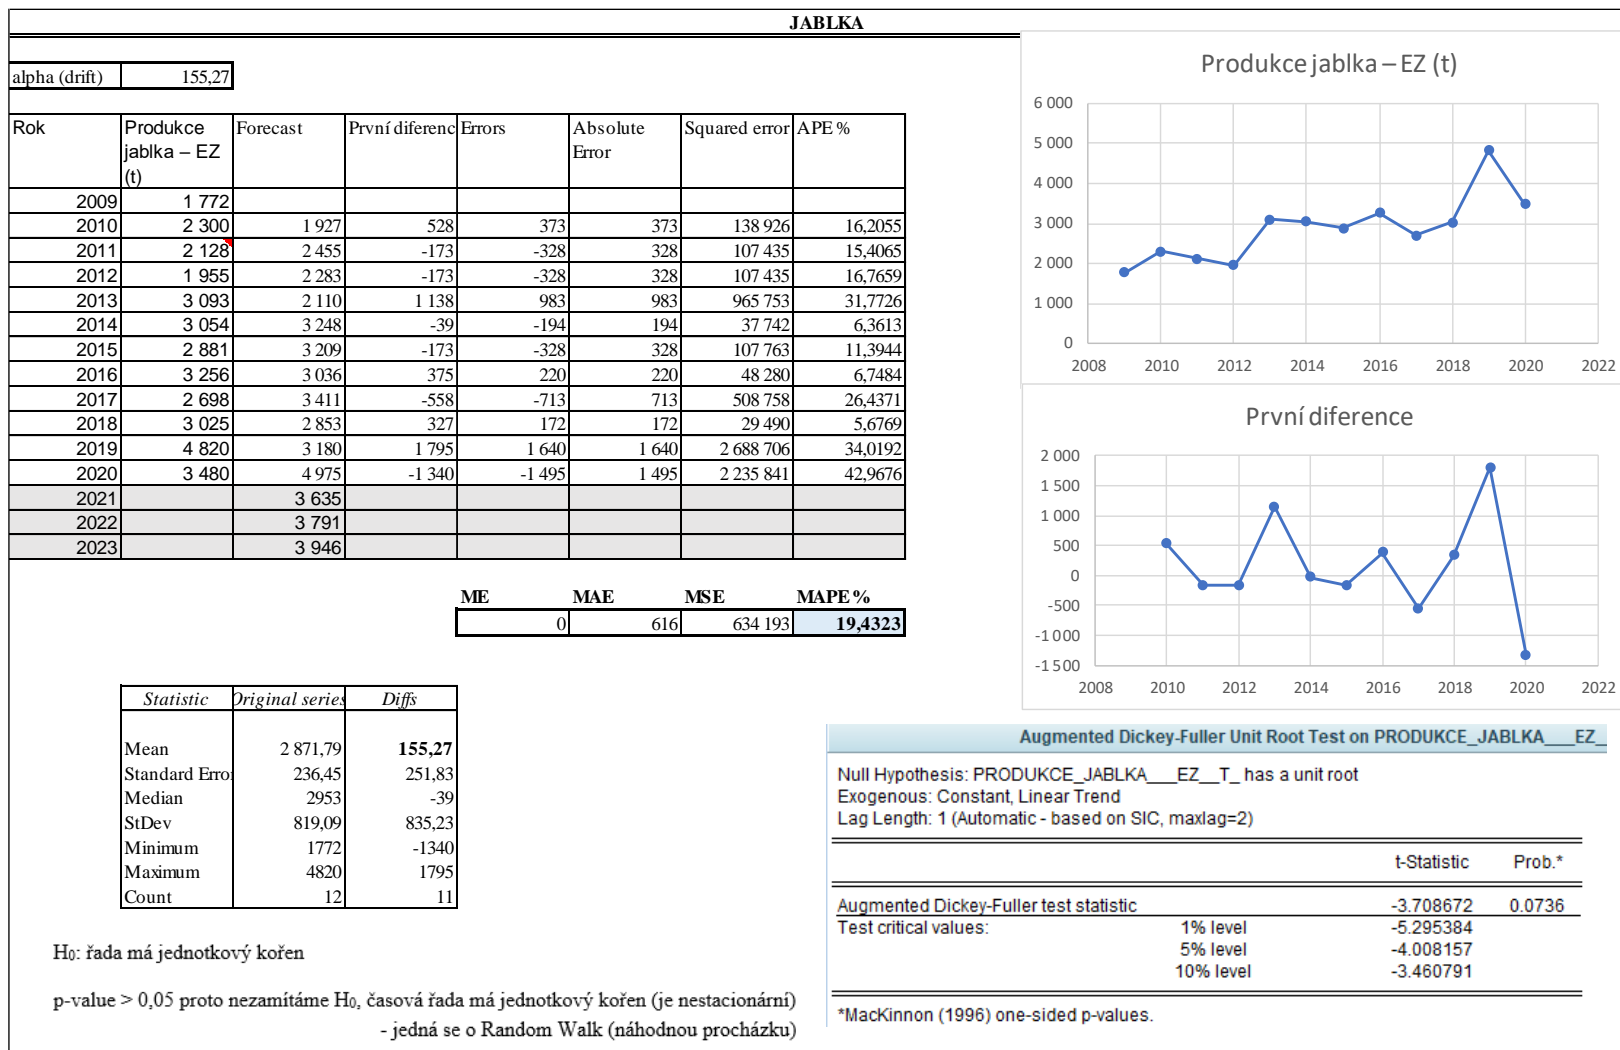 JABLKA
alpha (drift) 155,27
Rok Produkce jablka – EZ (t) Forecast První diferenc Errors Absolute Error Squared error APE %
2009 1 772
2010 2 300 1 927 528 373 373 138 926 16,2055
2011 2 128 2 455 -173 -328 328 107 435 15,4065
2012 1 955 2 283 -173 -328 328 107 435 16,7659
2013 3 093 2 110 1 138 983 983 965 753 31,7726
2014 3 054 3 248 -39 -194 194 37 742 6,3613
2015 2 881 3 209 -173 -328 328 107 763 11,3944
2016 3 256 3 036 375 220 220 48 280 6,7484
2017 2 698 3 411 -558 -713 713 508 758 26,4371
2018 3 025 2 853 327 172 172 29 490 5,6769
2019 4 820 3 180 1 795 1 640 1 640 2 688 706 34,0192
2020 3 480 4 975 -1 340 -1 495 1 495 2 235 841 42,9676
2021 3 635
2022 3 791
2023 3 946
ME MAE MSE MAPE %
0 616 634 193 19,4323
Statistic Original series Diffs
Mean 2 871,79 155,27
Standard Erro 236,45 251,83
Median 2953 -39
StDev 819,09 835,23
Minimum 1772 -1340
Maximum 4820 1795
Count 12 11
H0: řada má jednotkový kořen
p-value > 0,05 proto nezamítáme H0, časová řada má jednotkový kořen (je nestacionární)
- jedná se o Random Walk (náhodnou procházku)
Produkce jablka – EZ (t)
6 000
5 000
4 000
3 000
2 000
1 000
0
2008 2010 2012 2014 2016 2018 2020 2022
První diference
2 000
1 500
1 000
500
0
-500
-1 000
-1 500
2008 2010 2012 2014 2016 2018 2020 2022
Augmented Dickey-Fuller Unit Root Test on PRODUKCE_JABLKA___EZ_
Null Hypothesis: PRODUKCE_JABLKA___EZ__T_ has a unit root
Exogenous: Constant, Linear Trend
Lag Length: 1 (Automatic - based on SIC, maxlag=2)
t-Statistic Prob.*
Augmented Dickey-Fuller test statistic -3.708672 0.0736
Test critical values: 1% level -5.295384
5% level -4.008157
10% level -3.460791
*MacKinnon (1996) one-sided p-values.